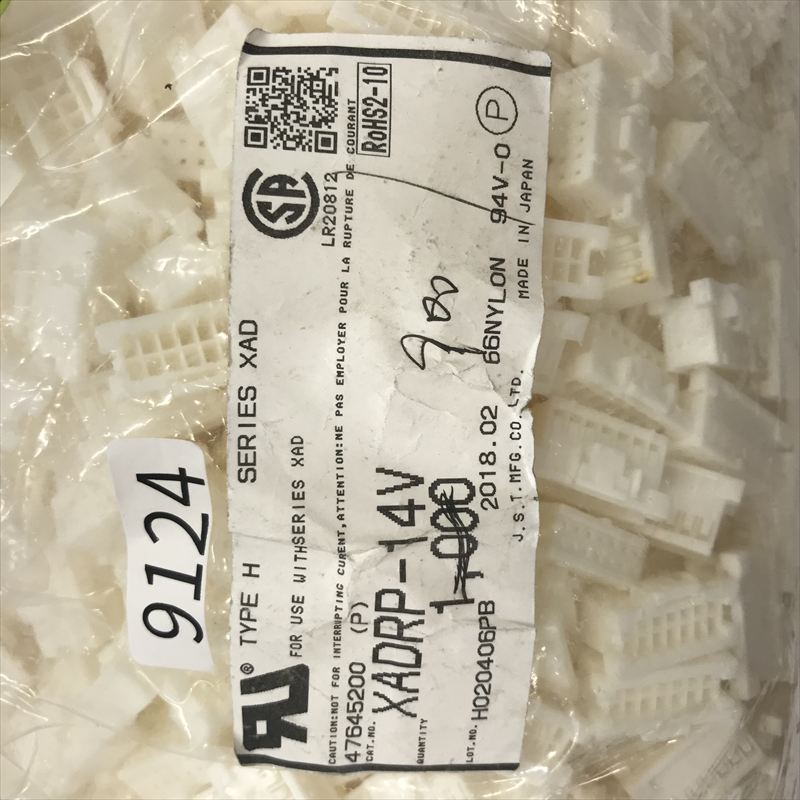 9124
® TYPE H SERIES XAD
FOR USE WITHSERIES XAD
LR20812
CAUTION:NOT FOR INTERRUPTING CURENT,ATTENTION:NE PAS EMPLOYER POUR LA RUPTURE DE COURANT
RoHS2-10
47645200 (P)
CAT.NO. XADRP-14V
QUANTITY 1,000 900
LOT.NO. H020406PB 2018.02 66NYLON 94V-0 P
J.S.T.MFG.CO.LTD. MADE IN JAPAN